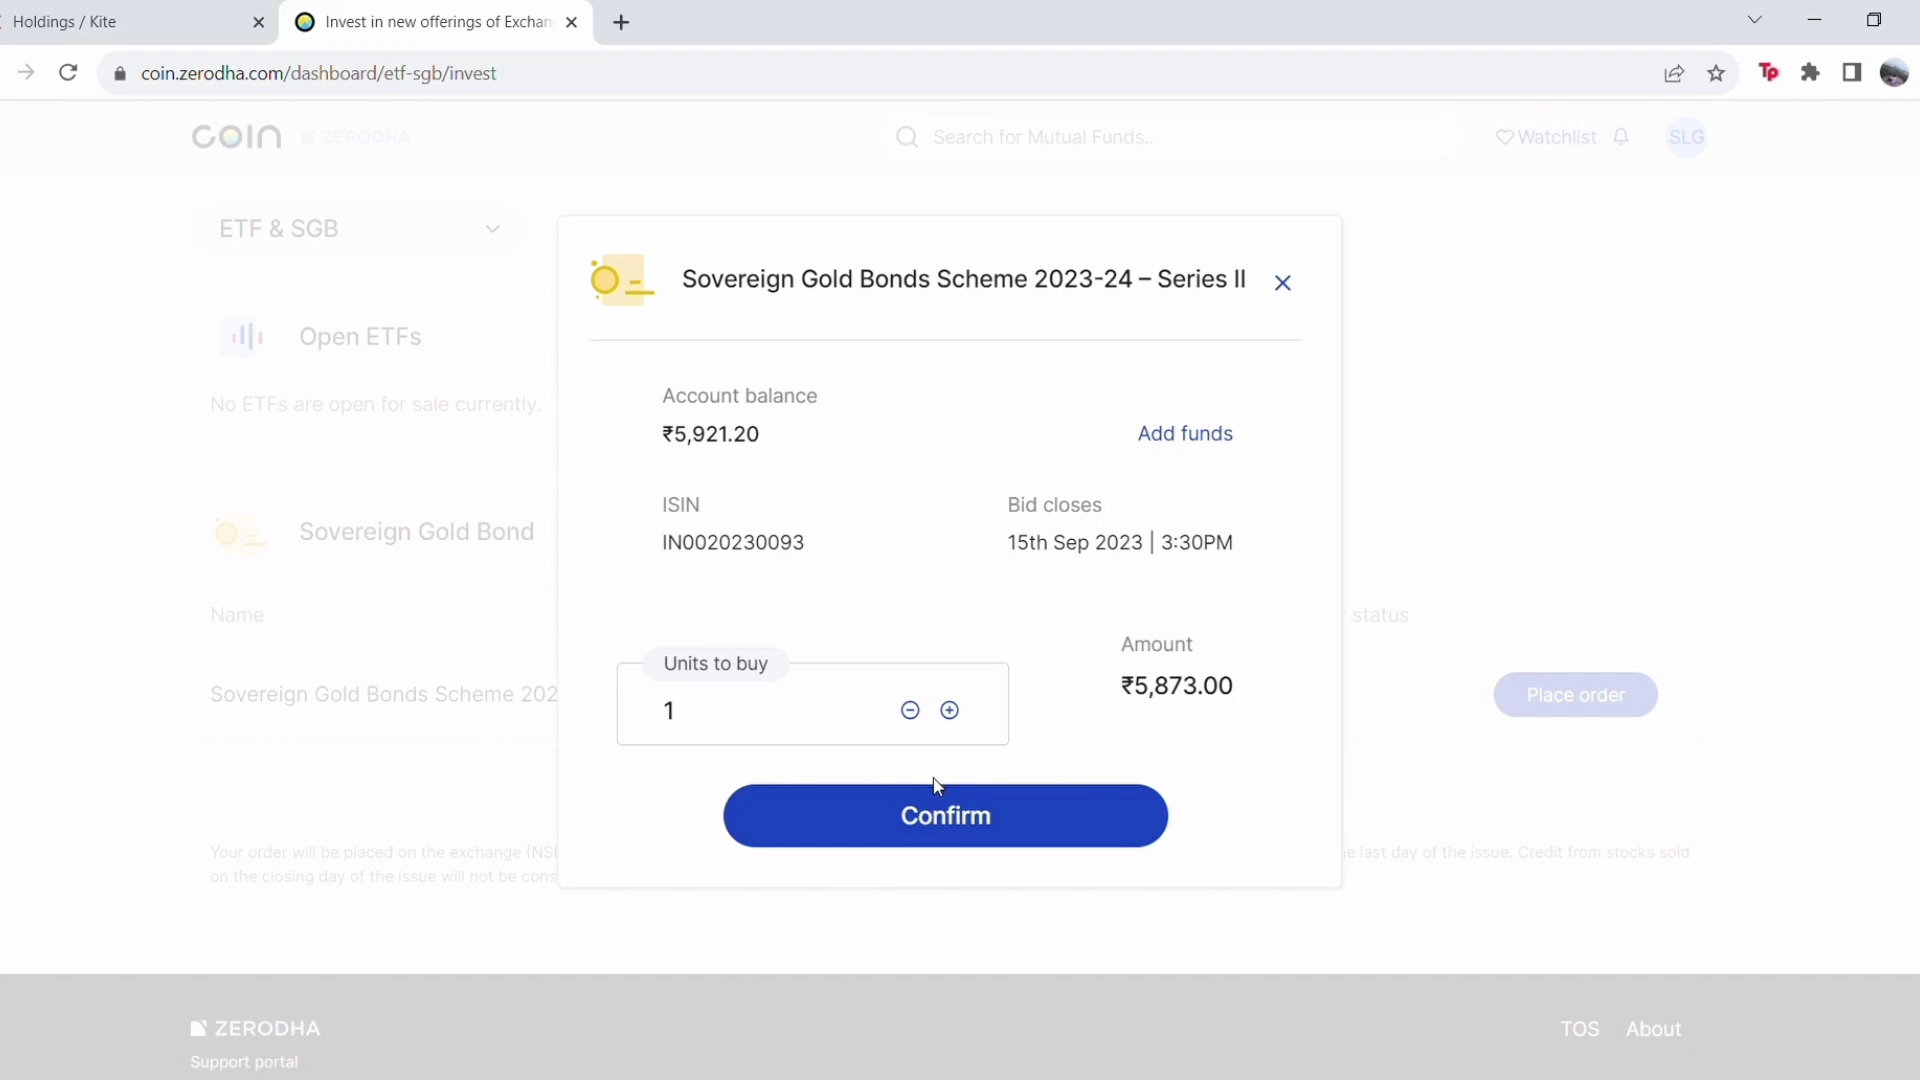 Holdings / Kite
Invest in new offerings of Exchan
coin.zerodha.com/dashboard/etf-sgb/invest
Tp
coin ZERODHA
Search for Mutual Funds..
Watchlist
SLG
ETF & SGB
Sovereign Gold Bonds Scheme 2023-24 – Series II
Open ETFs
No ETFs are open for sale currently.
Account balance
₹5,921.20
Add funds
ISIN
IN0020230093
Bid closes
15th Sep 2023 | 3:30PM
Sovereign Gold Bond
Name
status
Units to buy
1
Amount
₹5,873.00
Sovereign Gold Bonds Scheme 202
Place order
Confirm
Your order will be placed on the exchange (NSE
last day of the issue. Credit from stocks sold
on the closing day of the issue will not be cons
ZERODHA
Support portal
TOS
About